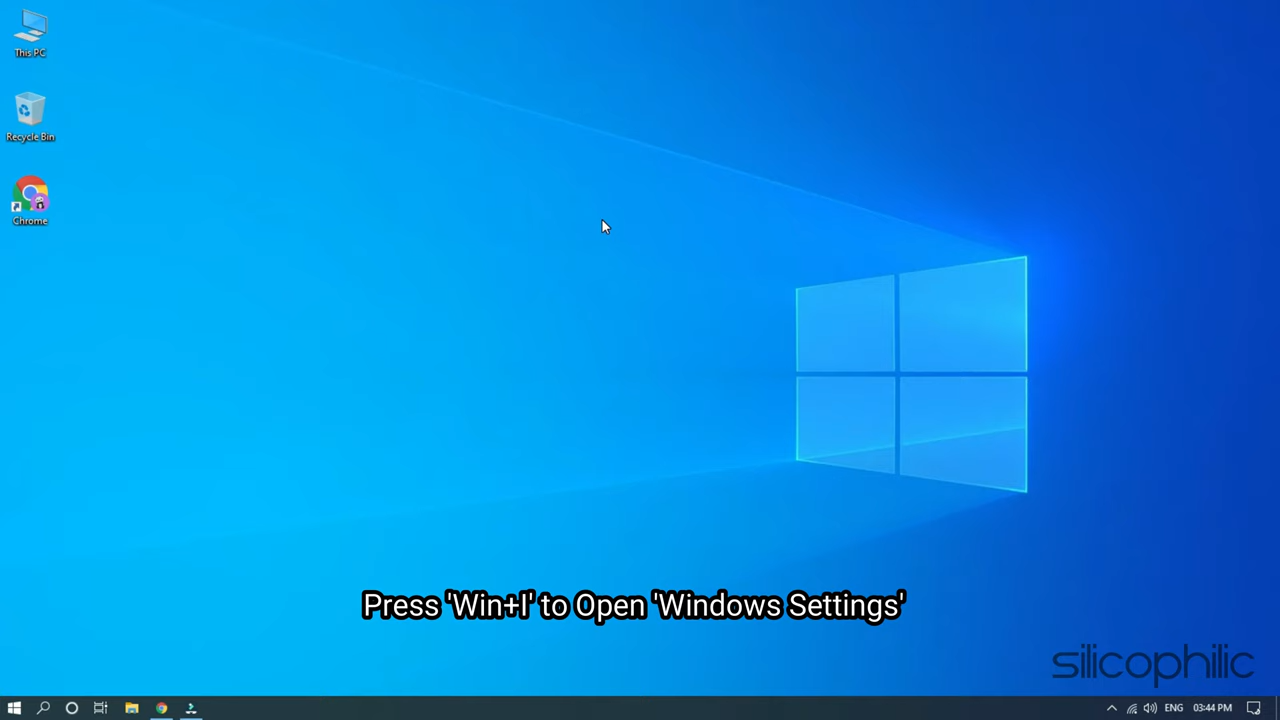 This PC
Recycle Bin
Chrome
Press 'Win+I' to Open 'Windows Settings'
silicophilic
ENG
03:44 PM